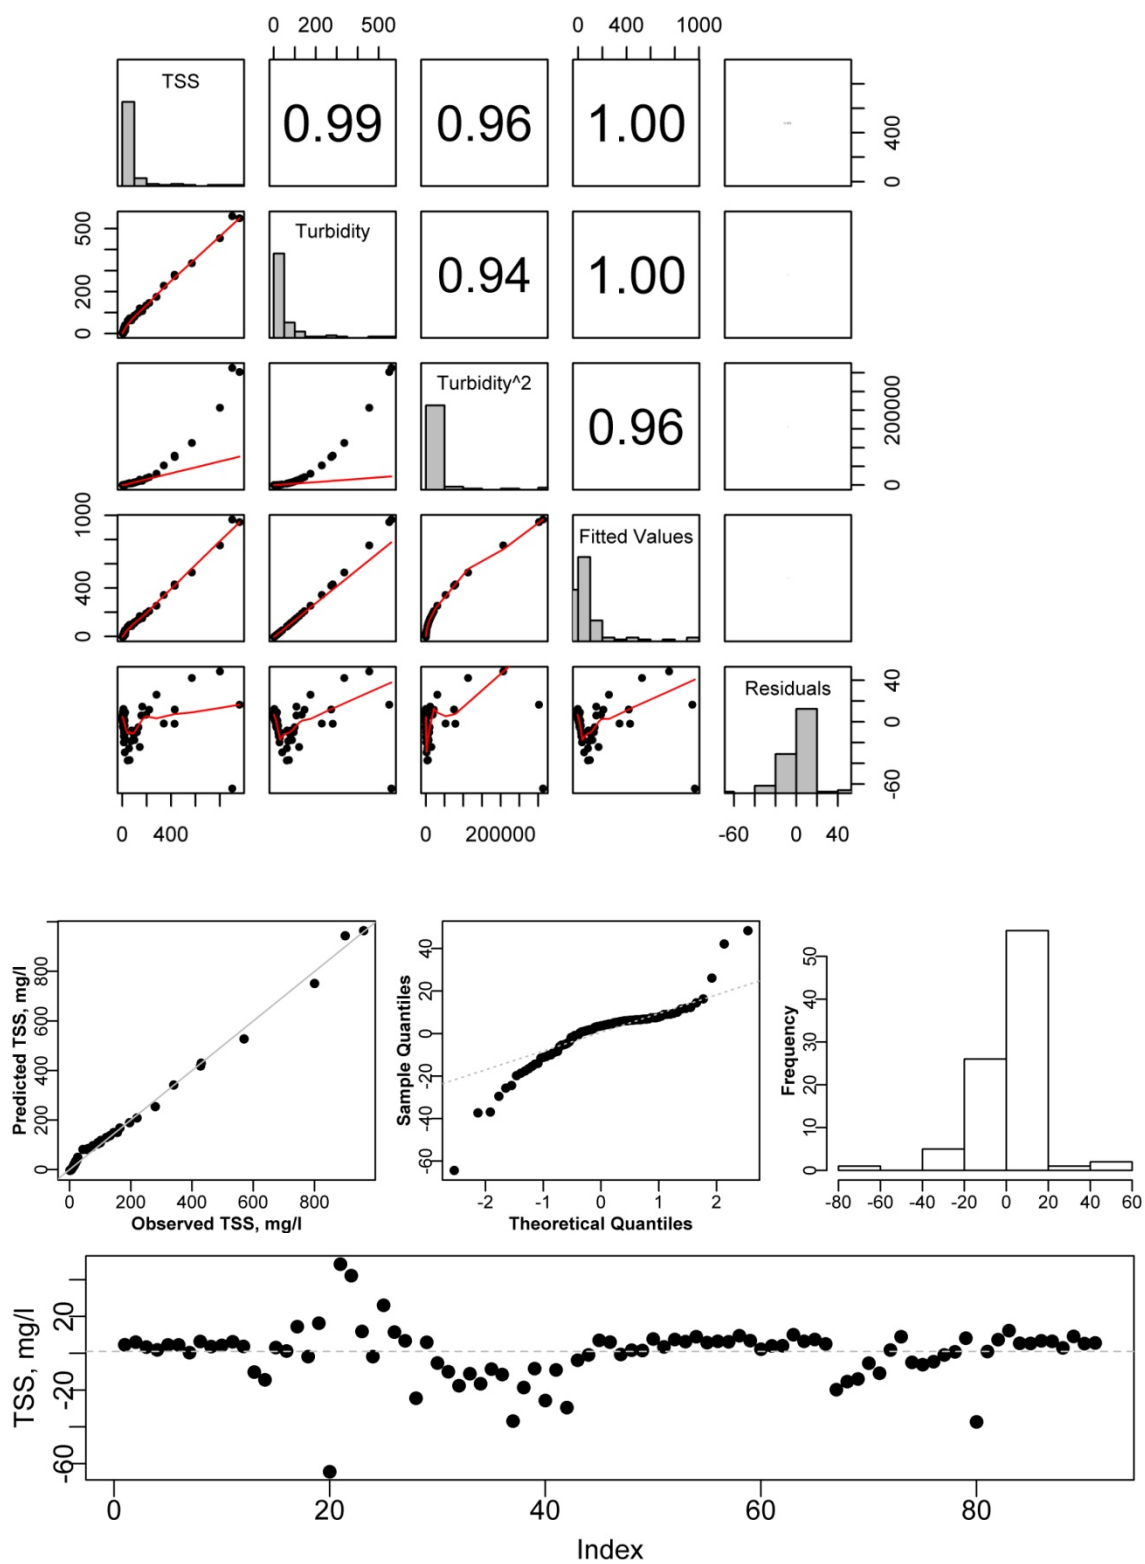 0 200 500 0 400 1000
TSS 0.99 0.96 1.00 0 400
0 200 500 Turbidity 0.94 1.00
Turbidity^2 0.96 0 200000
0 400 1000 Fitted Values
Residuals -60 0 40
0 400 0 200000 -60 0 40
Predicted TSS, mg/l
0 200 400 600 800
0 200 400 600 800
Observed TSS, mg/l
Sample Quantiles
-60 -40 -20 0 20 40
-2 -1 0 1 2
Theoretical Quantiles
Frequency
0 10 20 30 40 50
-80 -60 -40 -20 0 20 40 60
TSS, mg/l
-60 -20 20
0 20 40 60 80
Index